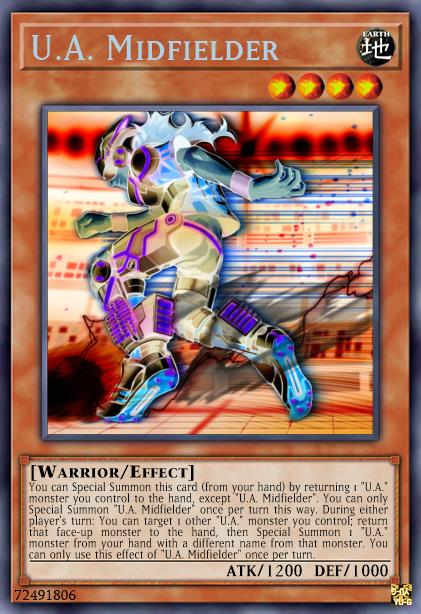 U.A. MIDFIELDER
EARTH
地
[WARRIOR/EFFECT]
You can Special Summon this card (from your hand) by returning 1 "U.A."
monster you control to the hand, except "U.A. Midfielder". You can only
Special Summon "U.A. Midfielder" once per turn this way. During either
player's turn: You can target 1 other "U.A." monster you control; return
that face-up monster to the hand, then Special Summon 1 "U.A."
monster from your hand with a different name from that monster. You
can only use this effect of "U.A. Midfielder" once per turn.
ATK/1200 DEF/1000
72491806